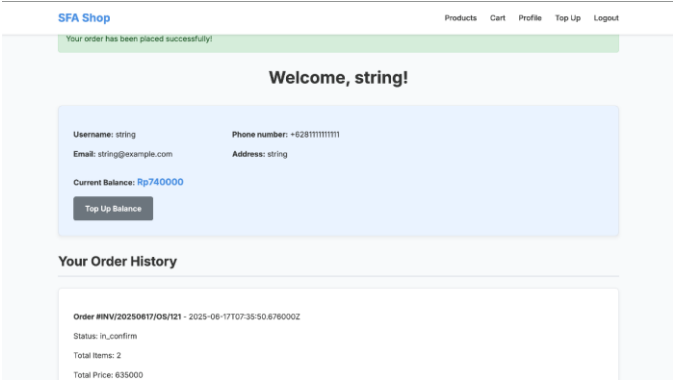 SFA Shop
Products Cart Profile Top Up Logout
Your order has been placed successfully!
Welcome, string!
Username: string
Phone number: +6281111111111
Email: string@example.com
Address: string
Current Balance: Rp740000
Top Up Balance
Your Order History
Order #INV/20250617/OS/121 - 2025-06-17T07:35:50.676000Z
Status: in_confirm
Total Items: 2
Total Price: 635000